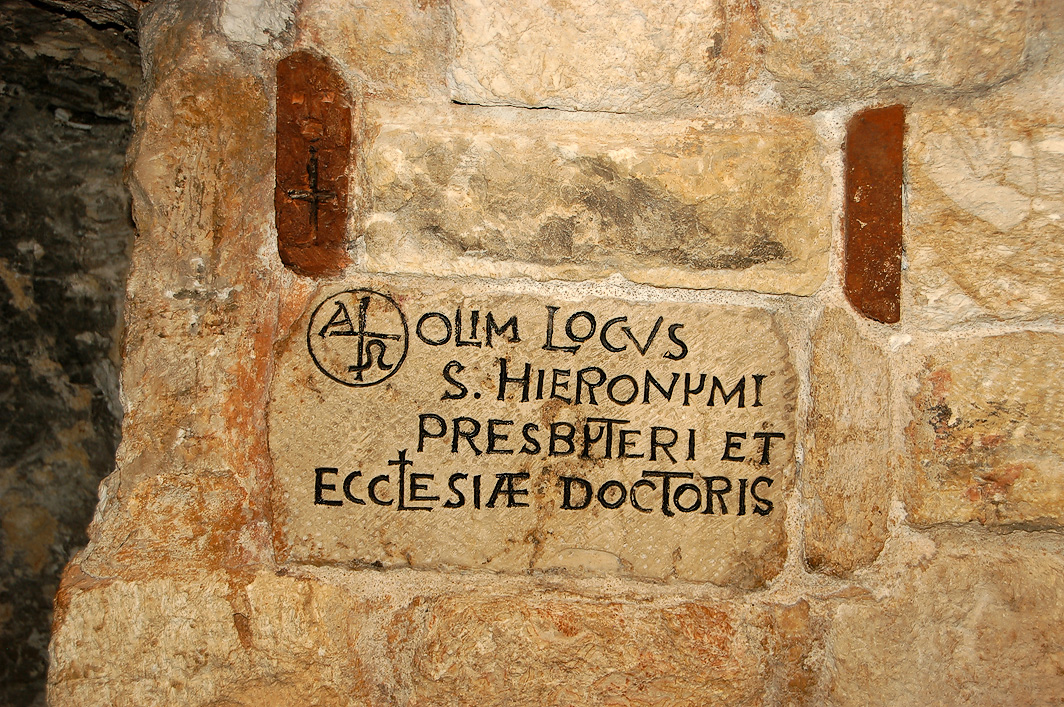 A Ω OLIM LOCVS
S. HIERONYMI
PRESBYTERI ET
ECCLESIÆ DOCTORIS